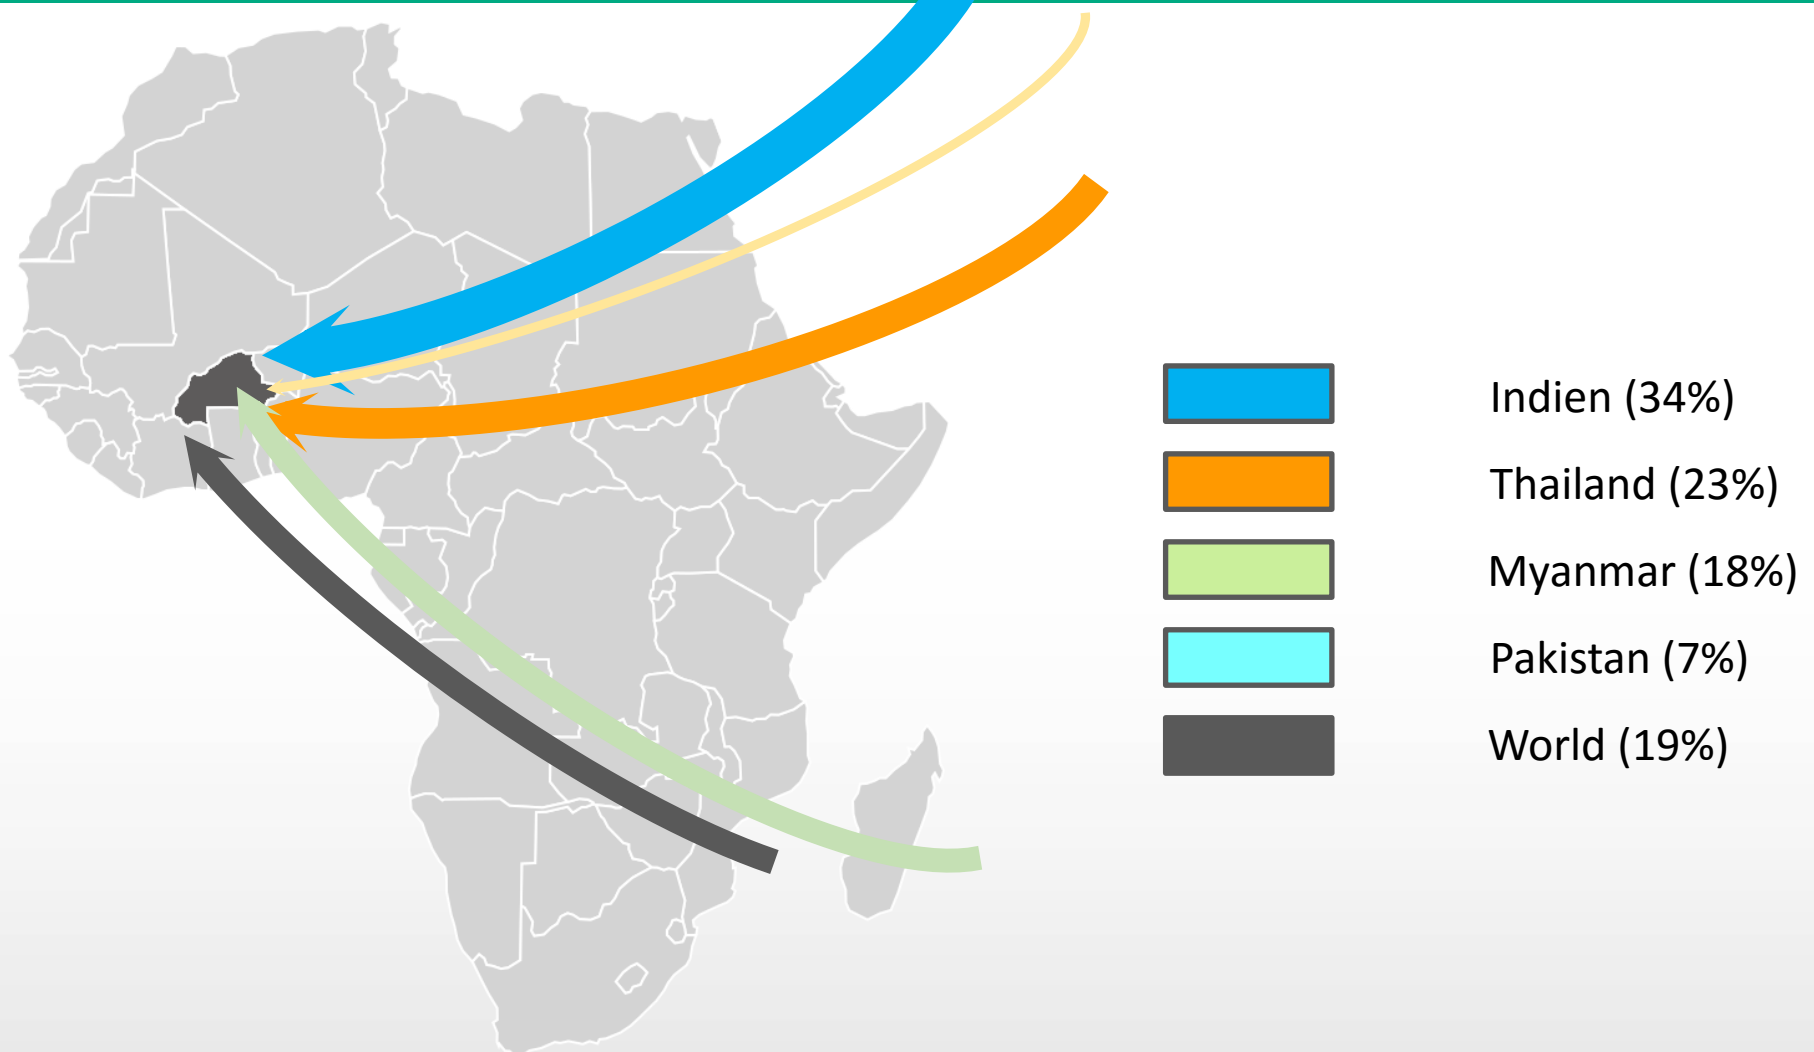 Indien (34%)
Thailand (23%)
Myanmar (18%)
Pakistan (7%)
World (19%)